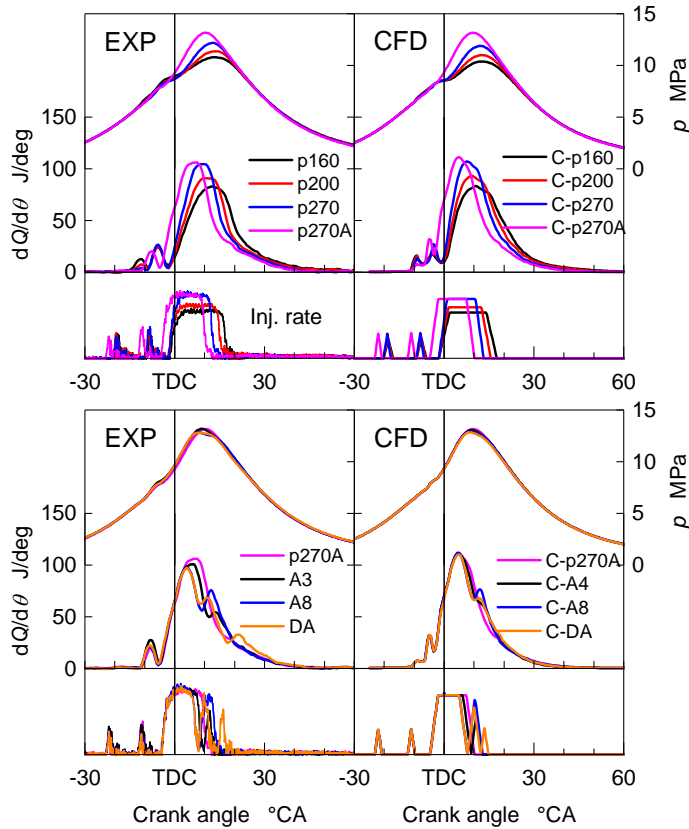 EXP
CFD
15
10
5
0
p MPa
150
100
50
0
dQ/dθ J/deg
p160
p200
p270
p270A
C-p160
C-p200
C-p270
C-p270A
Inj. rate
-30
TDC
30
-30
TDC
30
60
EXP
CFD
15
10
5
0
p MPa
150
100
50
0
dQ/dθ J/deg
p270A
A3
A8
DA
C-p270A
C-A4
C-A8
C-DA
-30
TDC
30
-30
TDC
30
60
Crank angle °CA
Crank angle °CA